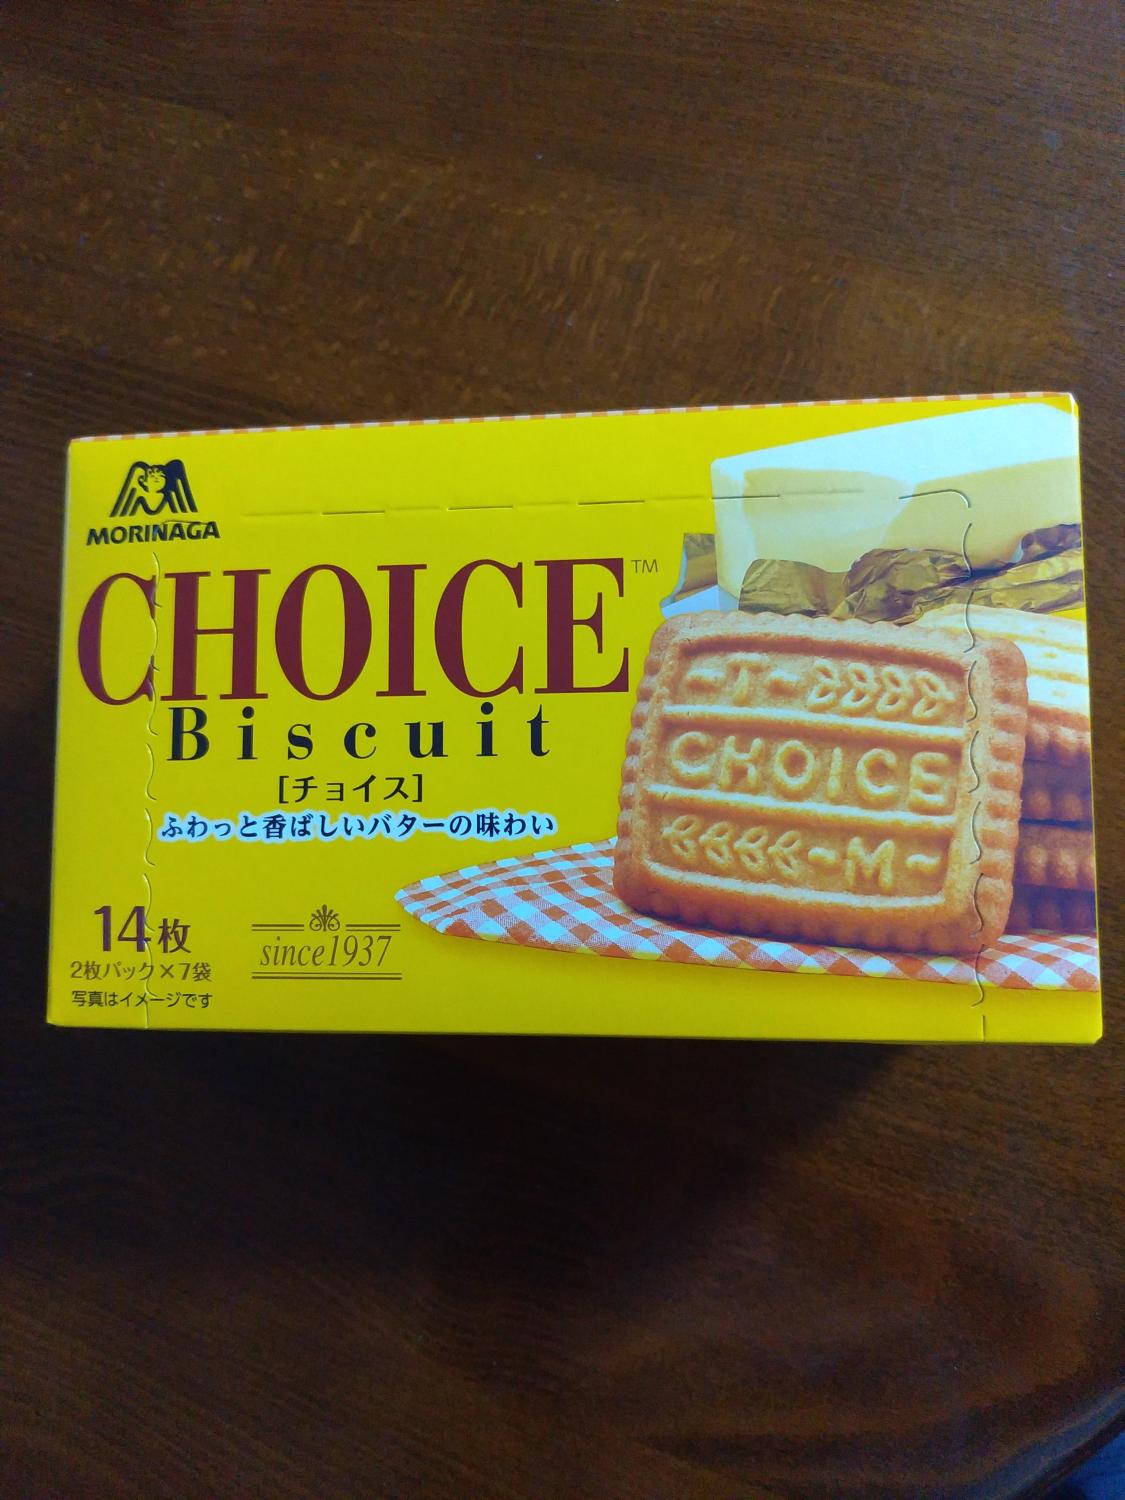 MORINAGA
CHOICE™
Biscuit
[チョイス]
ふわっと香ばしいバターの味わい
14枚
2枚パック×7袋
写真はイメージです
since1937
~T~
CHOICE
~M~